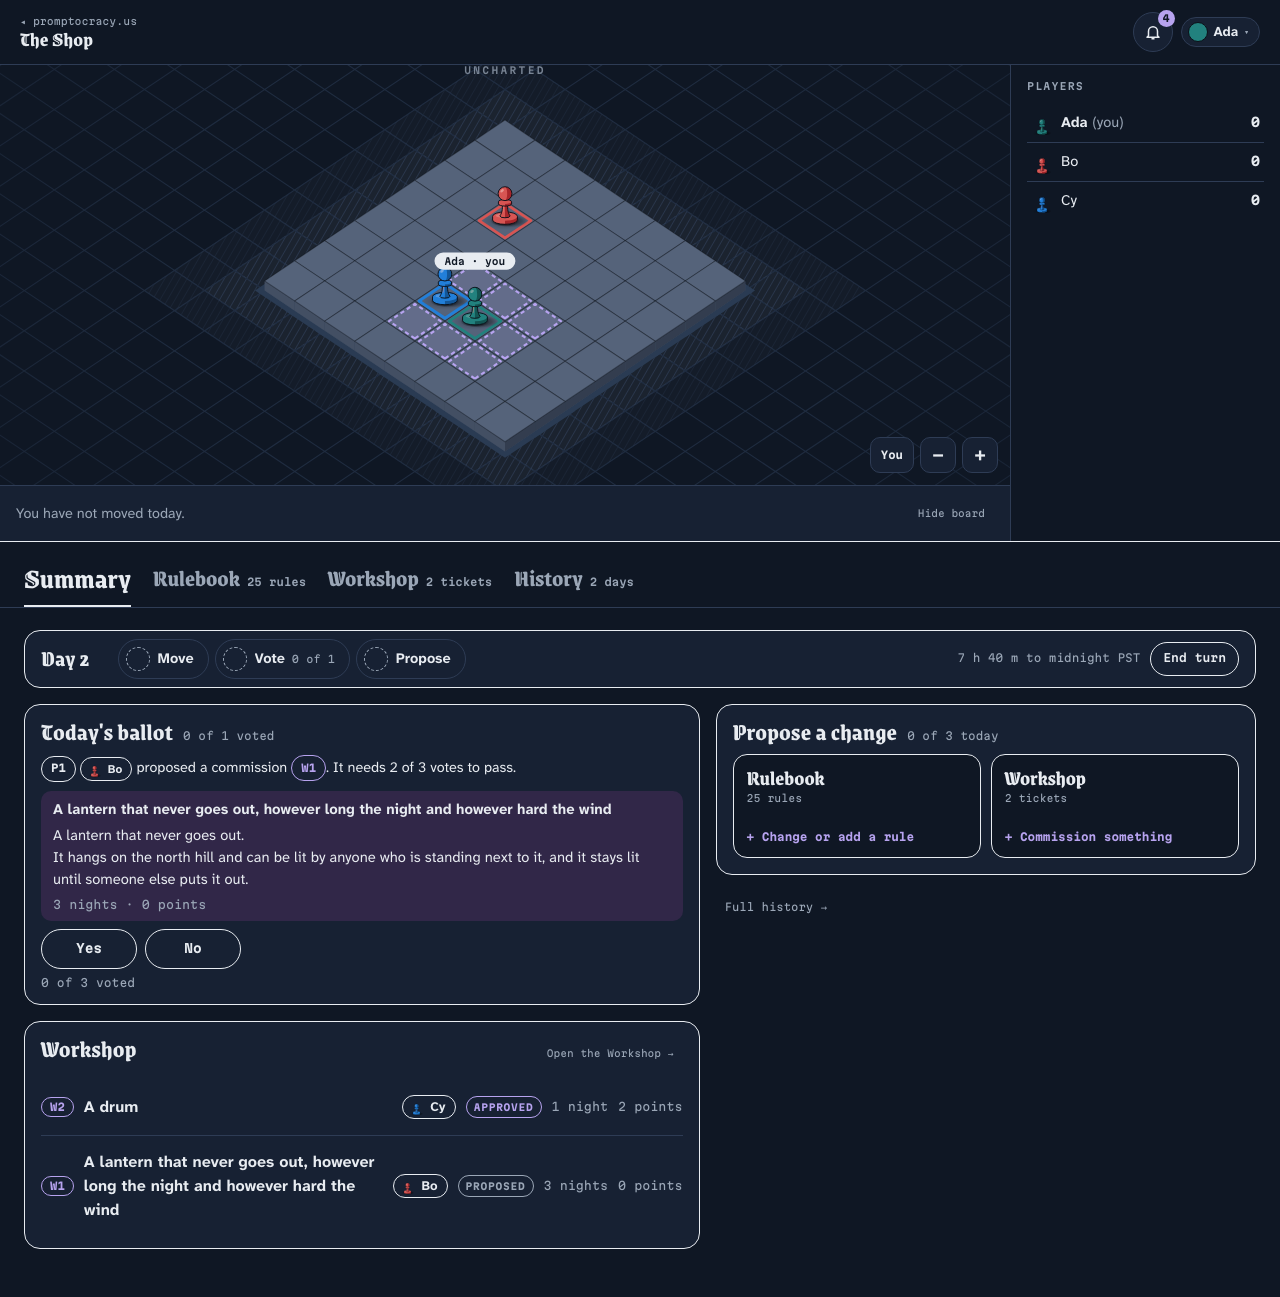 ◂ promptocracy.us
The Shop
4
Ada ▾
UNCHARTED
Ada · you
You − +
You have not moved today.
Hide board
PLAYERS
Ada (you) 0
Bo 0
Cy 0
Summary Rulebook 25 rules Workshop 2 tickets History 2 days
Day 2 Move Vote 0 of 1 Propose 7 h 40 m to midnight PST End turn
Today's ballot 0 of 1 voted
P1 Bo proposed a commission W1. It needs 2 of 3 votes to pass.
A lantern that never goes out, however long the night and however hard the wind
A lantern that never goes out.
It hangs on the north hill and can be lit by anyone who is standing next to it, and it stays lit
until someone else puts it out.
3 nights · 0 points
Yes No
0 of 3 voted
Propose a change 0 of 3 today
Rulebook
25 rules
+ Change or add a rule
Workshop
2 tickets
+ Commission something
Full history →
Workshop Open the Workshop →
W2 A drum Cy APPROVED 1 night 2 points
W1 A lantern that never goes out, however
long the night and however hard the
wind
Bo PROPOSED 3 nights 0 points